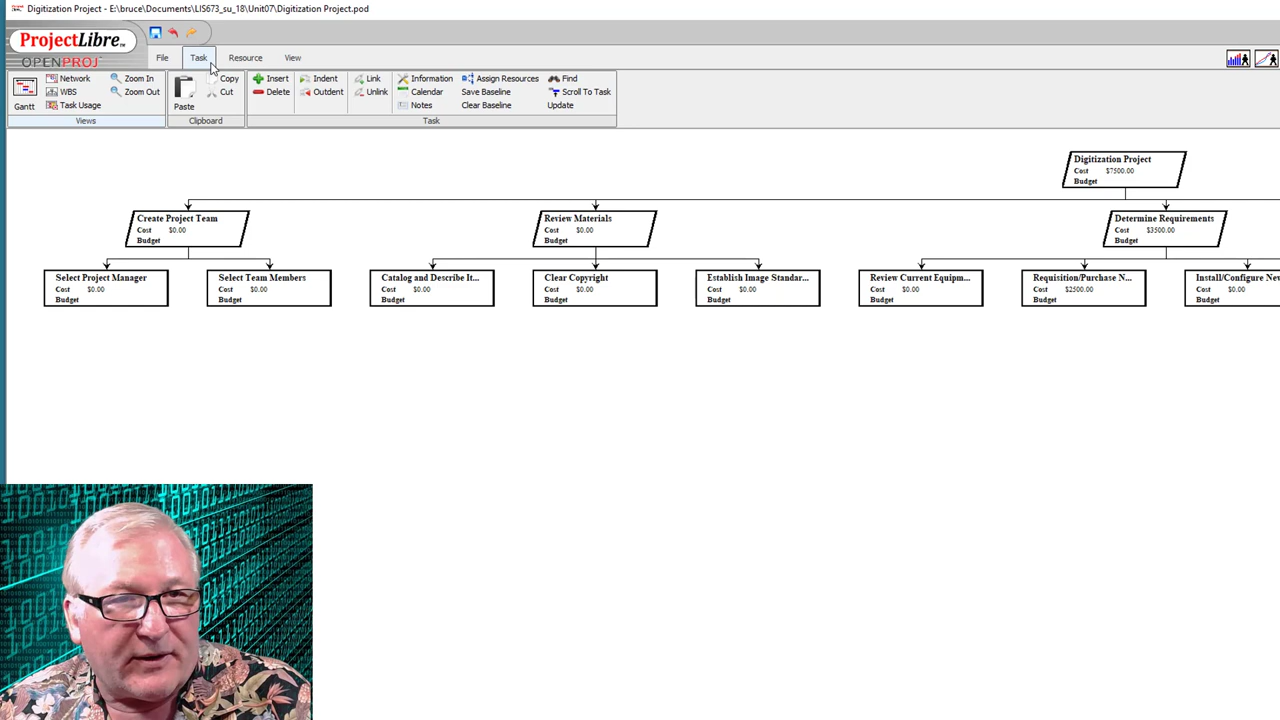 Digitization Project - E:\bruce\Documents\LIS673_su_18\Unit07\Digitization Project.pod
ProjectLibre™
OPENPROJ
File Task Resource View
Gantt
Network
WBS
Task Usage
Zoom In
Zoom Out
Views
Paste
Copy
Cut
Clipboard
Insert
Delete
Indent
Outdent
Link
Unlink
Information
Calendar
Notes
Assign Resources
Save Baseline
Clear Baseline
Find
Scroll To Task
Update
Task
Digitization Project
Cost $7500.00
Budget
Create Project Team
Cost $0.00
Budget
Review Materials
Cost $0.00
Budget
Determine Requirements
Cost $3500.00
Budget
Select Project Manager
Cost $0.00
Budget
Select Team Members
Cost $0.00
Budget
Catalog and Describe It...
Cost $0.00
Budget
Clear Copyright
Cost $0.00
Budget
Establish Image Standar...
Cost $0.00
Budget
Review Current Equipm...
Cost $0.00
Budget
Requisition/Purchase N...
Cost $2500.00
Budget
Install/Configure New
Cost $0.00
Budget